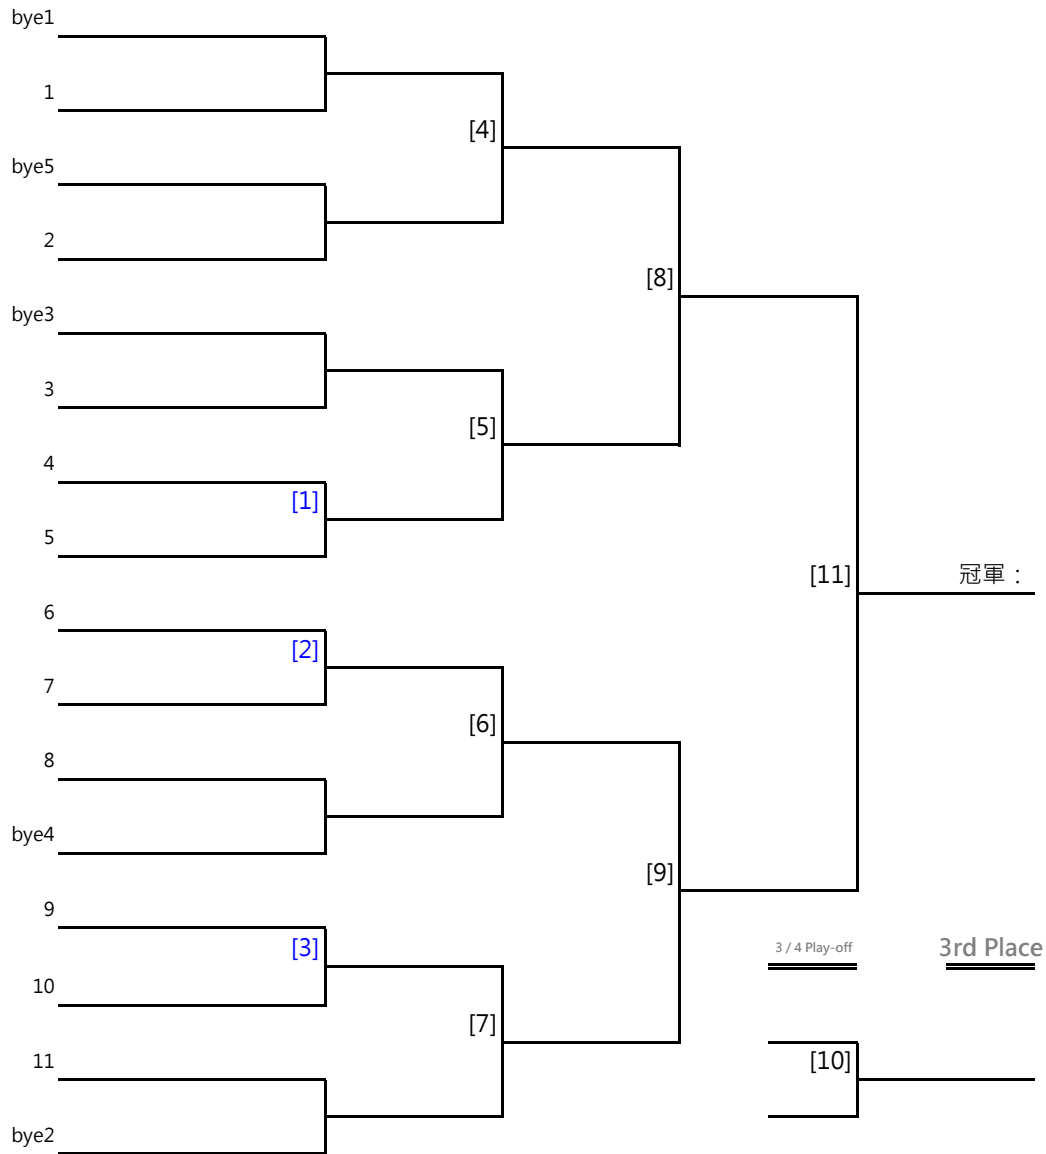 bye1
1
[4]
bye5
2
[8]
bye3
3
[5]
4
[1]
5
[11]
冠軍：
6
[2]
7
[6]
8
bye4
[9]
9
[3]
3 / 4 Play-off
3rd Place
10
[7]
11
[10]
bye2